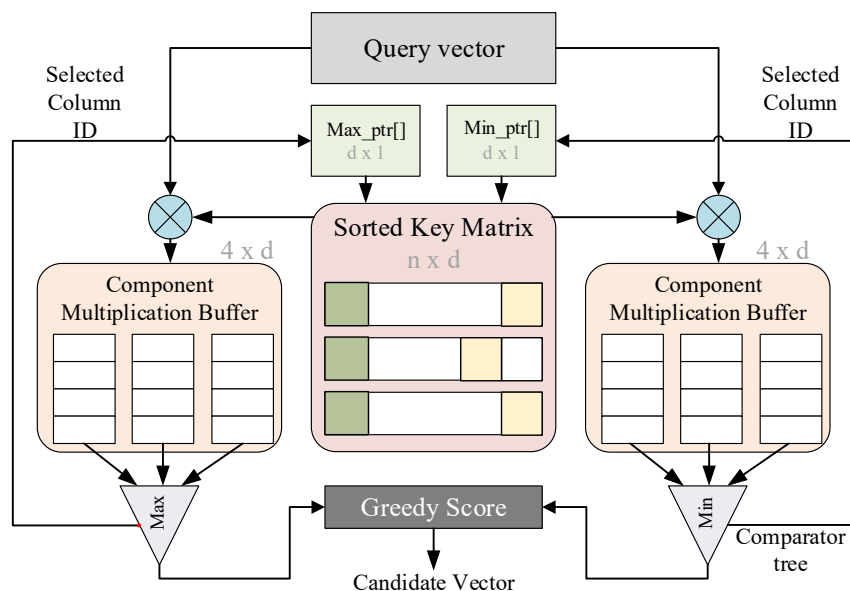 Query vector
Selected
Column
ID
Max_ptr[]
d x 1
Min_ptr[]
d x 1
Selected
Column
ID
Sorted Key Matrix
n x d
4 x d
Component
Multiplication Buffer
4 x d
Component
Multiplication Buffer
Max
Greedy Score
Min
Comparator
tree
Candidate Vector